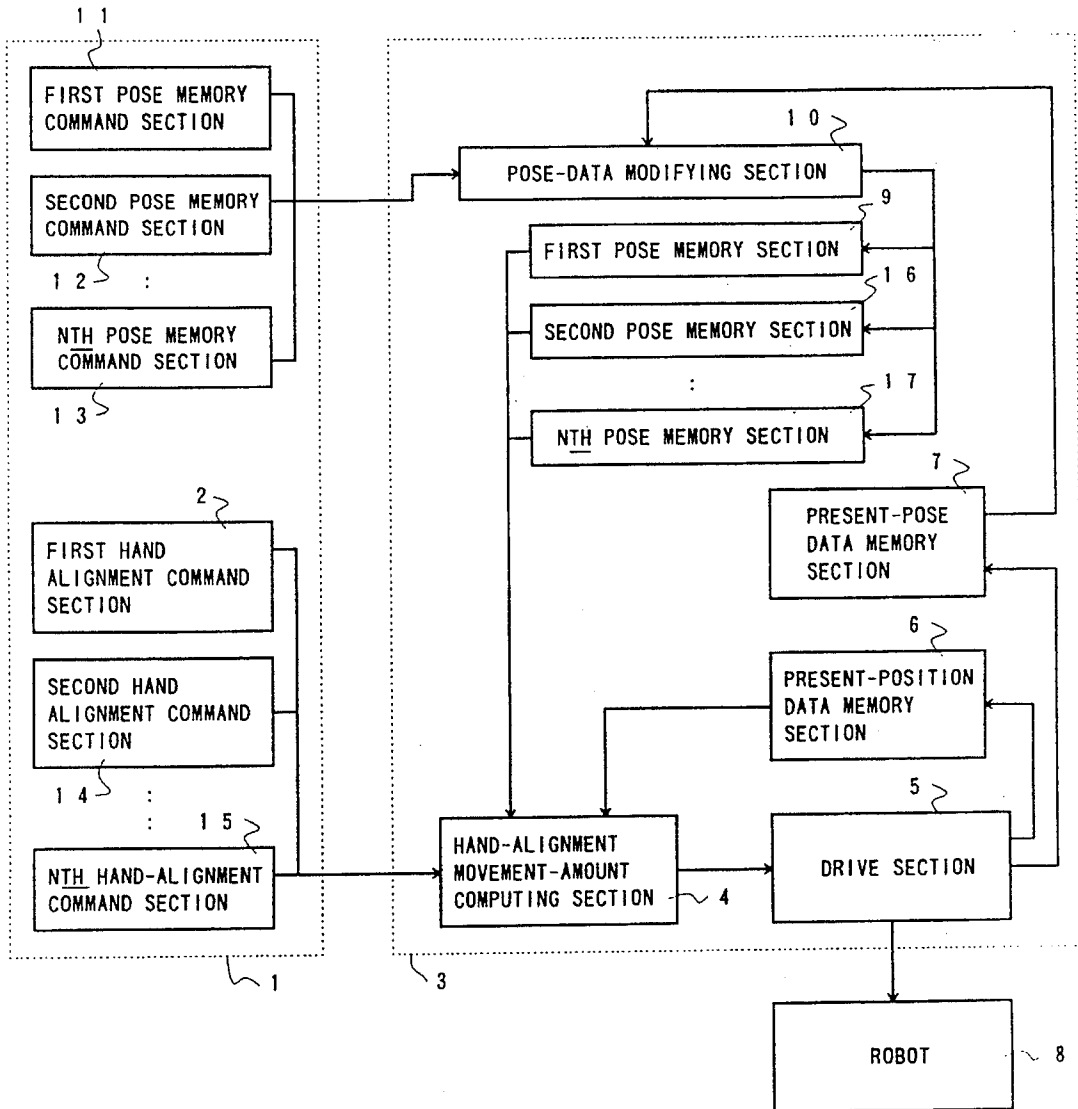 11
FIRST POSE MEMORY
COMMAND SECTION
SECOND POSE MEMORY
COMMAND SECTION
12
:
NTH POSE MEMORY
COMMAND SECTION
13
2
FIRST HAND
ALIGNMENT COMMAND
SECTION
SECOND HAND
ALIGNMENT COMMAND
SECTION
14
:
:
15
NTH HAND-ALIGNMENT
COMMAND SECTION
1
10
POSE-DATA MODIFYING SECTION
9
FIRST POSE MEMORY SECTION
16
SECOND POSE MEMORY SECTION
:
17
NTH POSE MEMORY SECTION
7
PRESENT-POSE
DATA MEMORY
SECTION
6
PRESENT-POSITION
DATA MEMORY
SECTION
HAND-ALIGNMENT
MOVEMENT-AMOUNT
COMPUTING SECTION
4
5
DRIVE SECTION
3
ROBOT
8